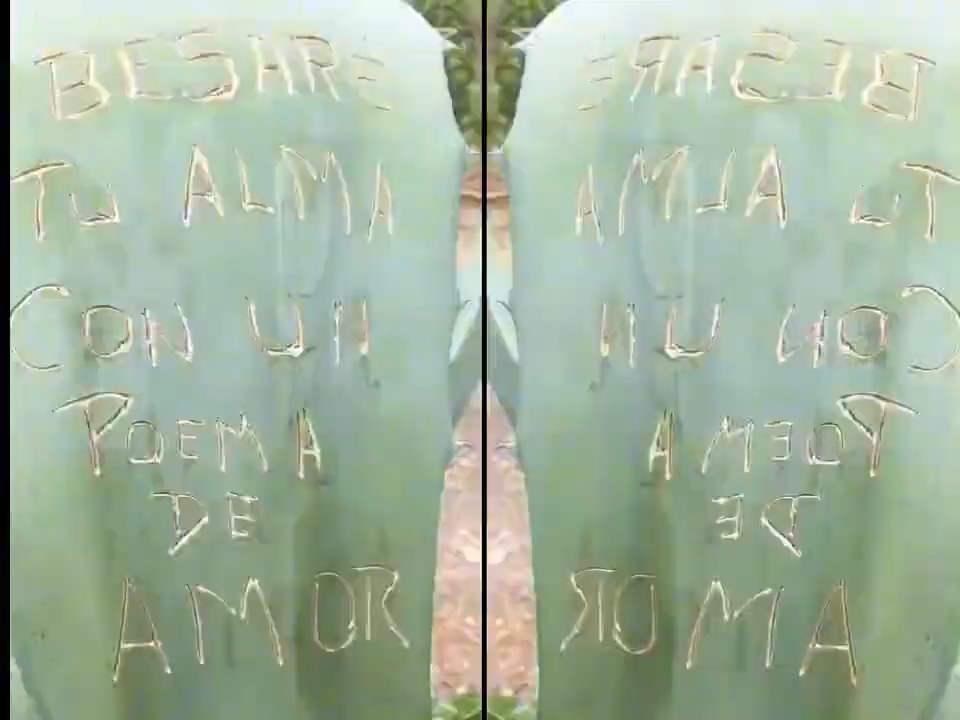 BESARE
TU ALMA
CON UN
POEMA
DE
AMOR